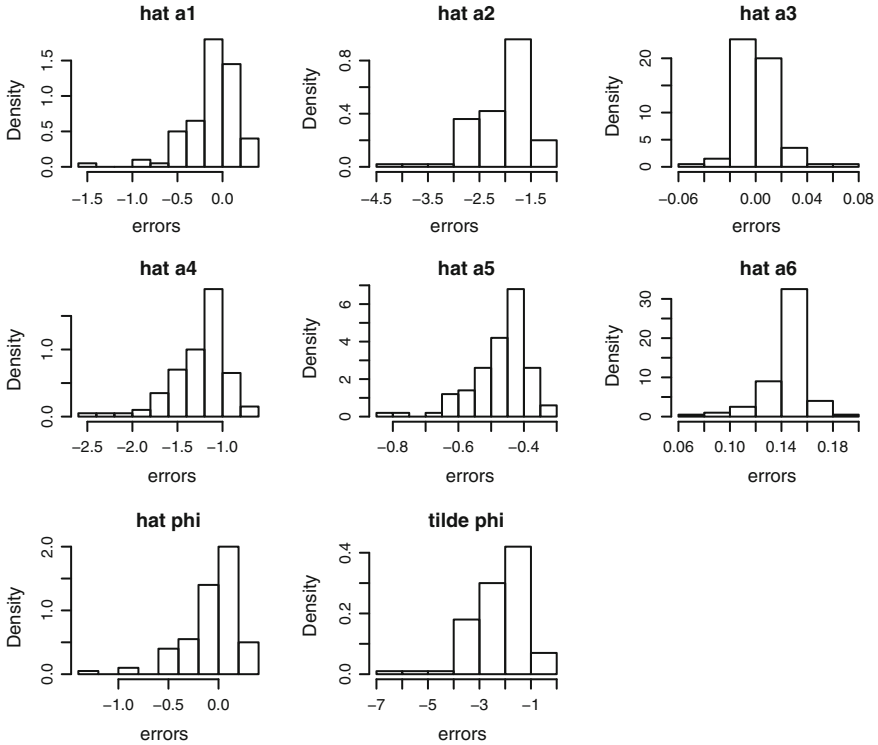 hat a1
Density
0.0 0.5 1.0 1.5
−1.5 −1.0 −0.5 0.0
errors
hat a2
Density
0.0 0.4 0.8
−4.5 −3.5 −2.5 −1.5
errors
hat a3
Density
0 5 10 20
−0.06 0.00 0.04 0.08
errors
hat a4
Density
0.0 1.0
−2.5 −2.0 −1.5 −1.0
errors
hat a5
Density
0 2 4 6
−0.8 −0.6 −0.4
errors
hat a6
Density
0 10 20 30
0.06 0.10 0.14 0.18
errors
hat phi
Density
0.0 1.0 2.0
−1.0 −0.5 0.0
errors
tilde phi
Density
0.0 0.2 0.4
−7 −5 −3 −1
errors